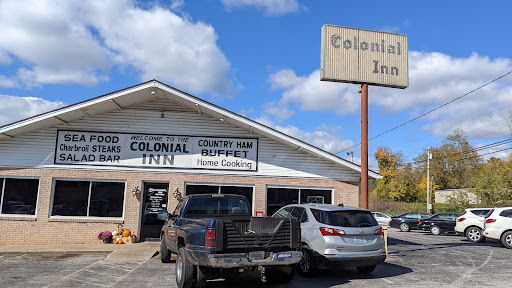 Colonial
Inn
SEA FOOD
Charbroil STEAKS
SALAD BAR
WELCOME TO THE
COLONIAL
INN
COUNTRY HAM
BUFFET
Home Cooking